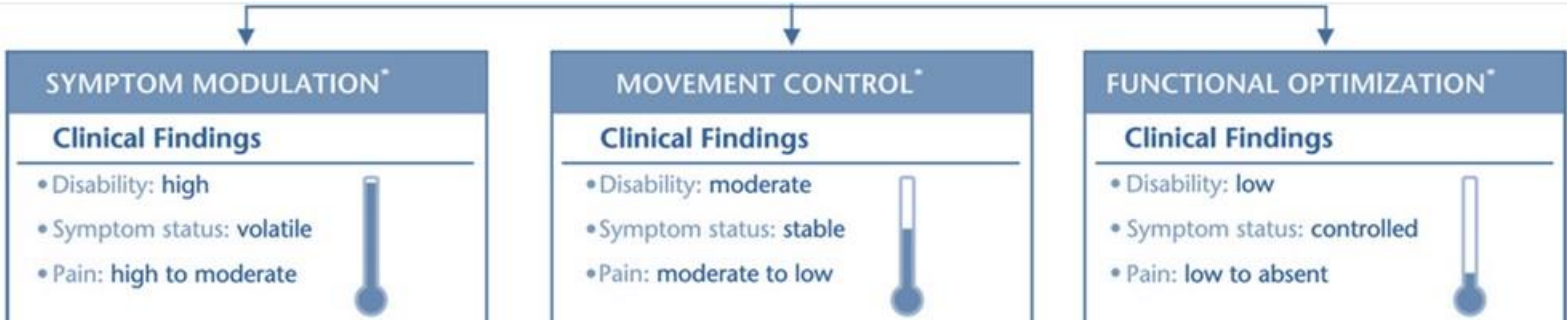 SYMPTOM MODULATION*
Clinical Findings
• Disability: high
• Symptom status: volatile
• Pain: high to moderate
MOVEMENT CONTROL*
Clinical Findings
• Disability: moderate
• Symptom status: stable
• Pain: moderate to low
FUNCTIONAL OPTIMIZATION*
Clinical Findings
• Disability: low
• Symptom status: controlled
• Pain: low to absent